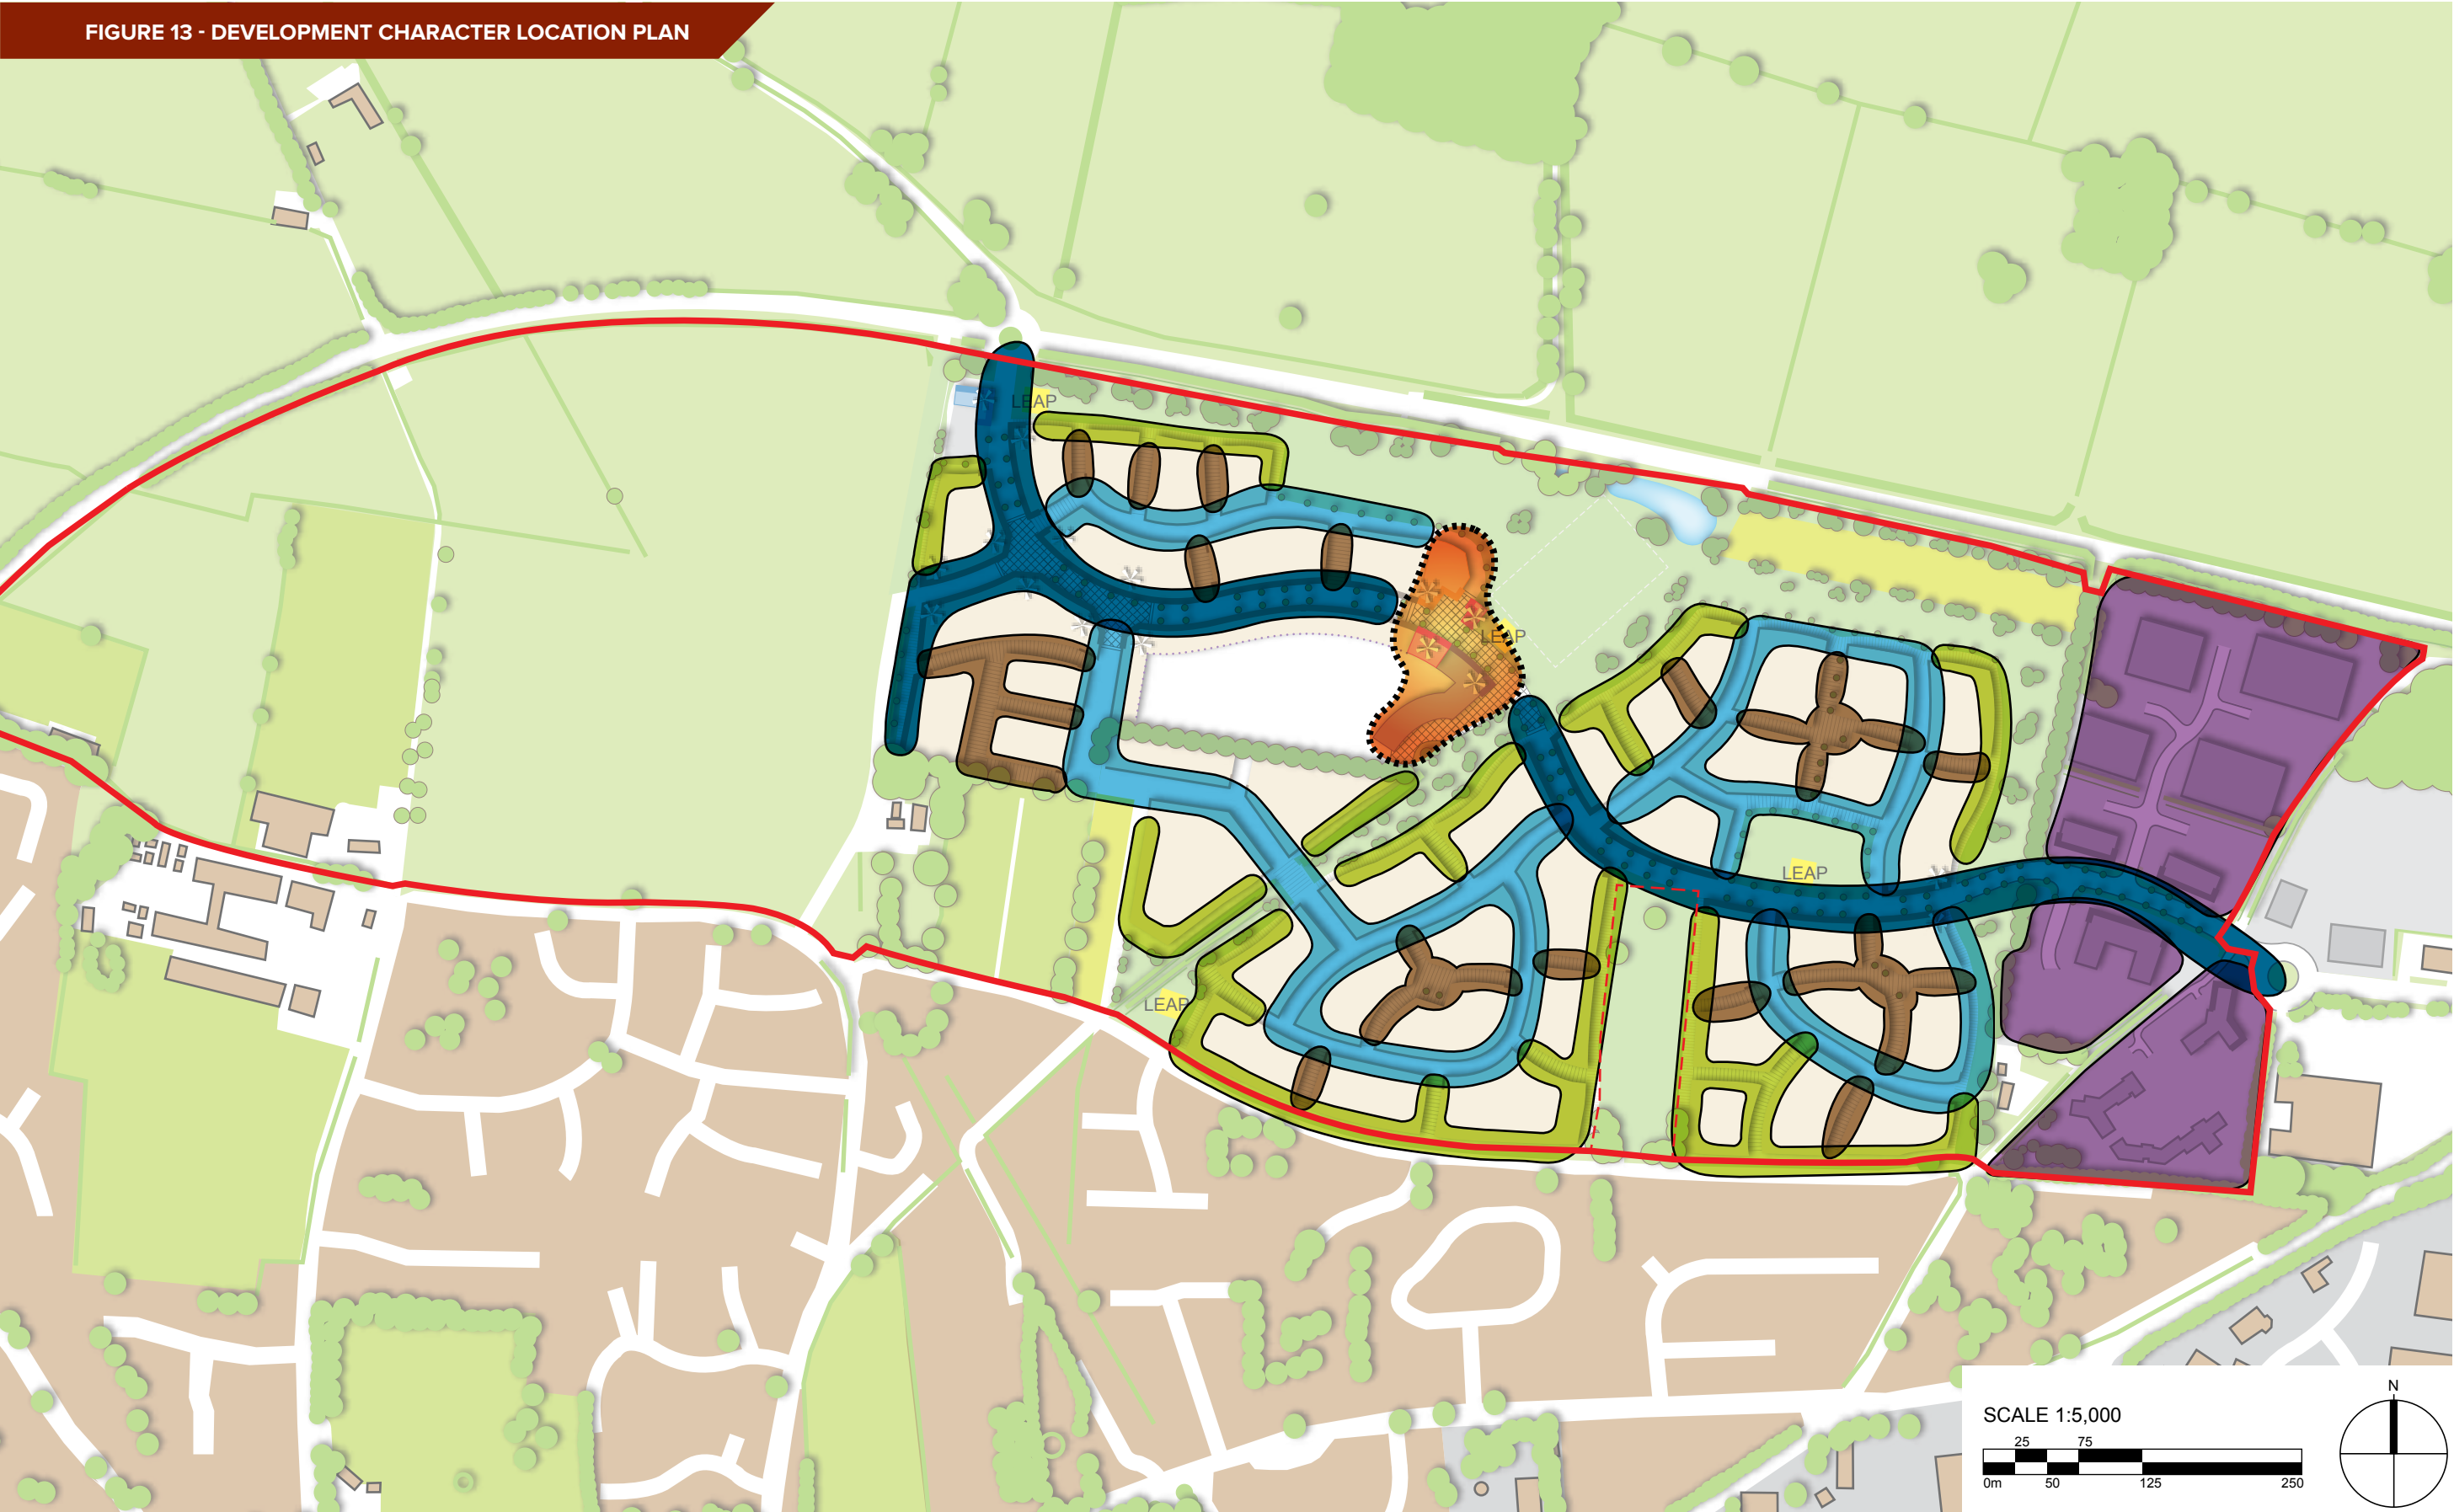 FIGURE 13 - DEVELOPMENT CHARACTER LOCATION PLAN
LEAP
LEAP
LEAP
LEAP
SCALE 1:5,000
25 75
0m 50 125 250
N